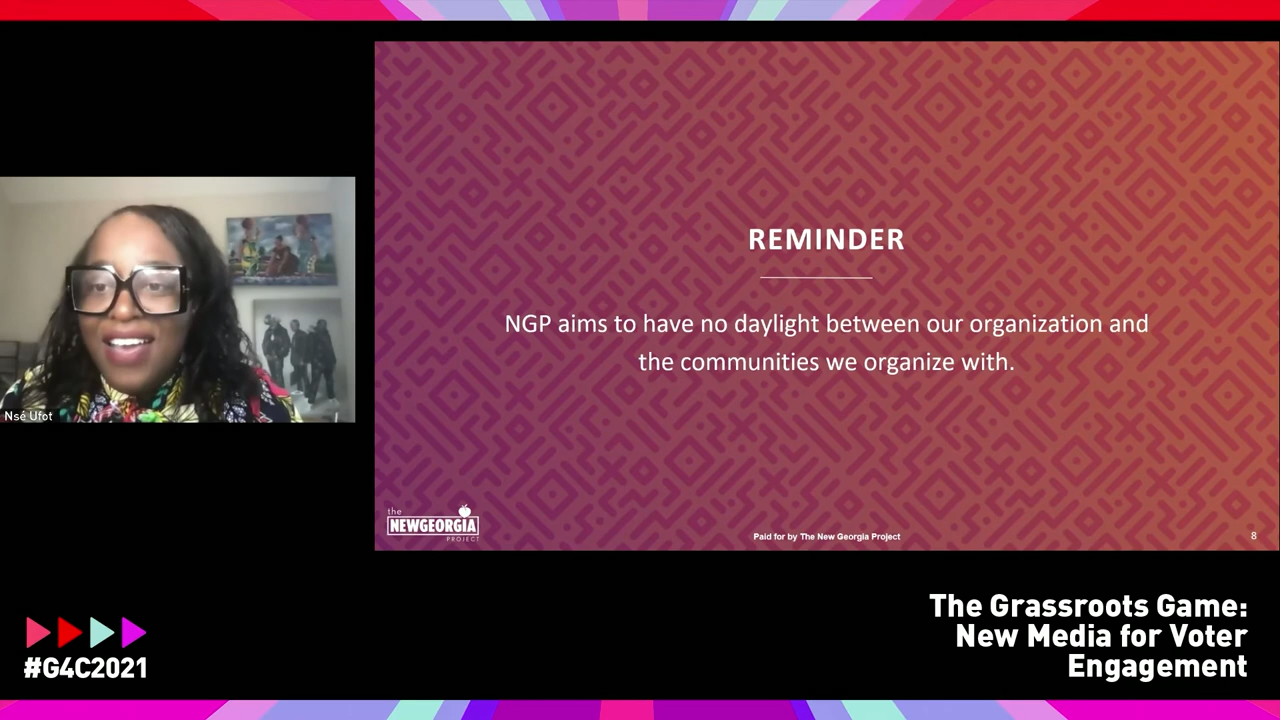 REMINDER
NGP aims to have no daylight between our organization and
the communities we organize with.
Nsé Ufot
the
NEWGEORGIA
PROJECT
Paid for by The New Georgia Project
8
#G4C2021
The Grassroots Game:
New Media for Voter
Engagement